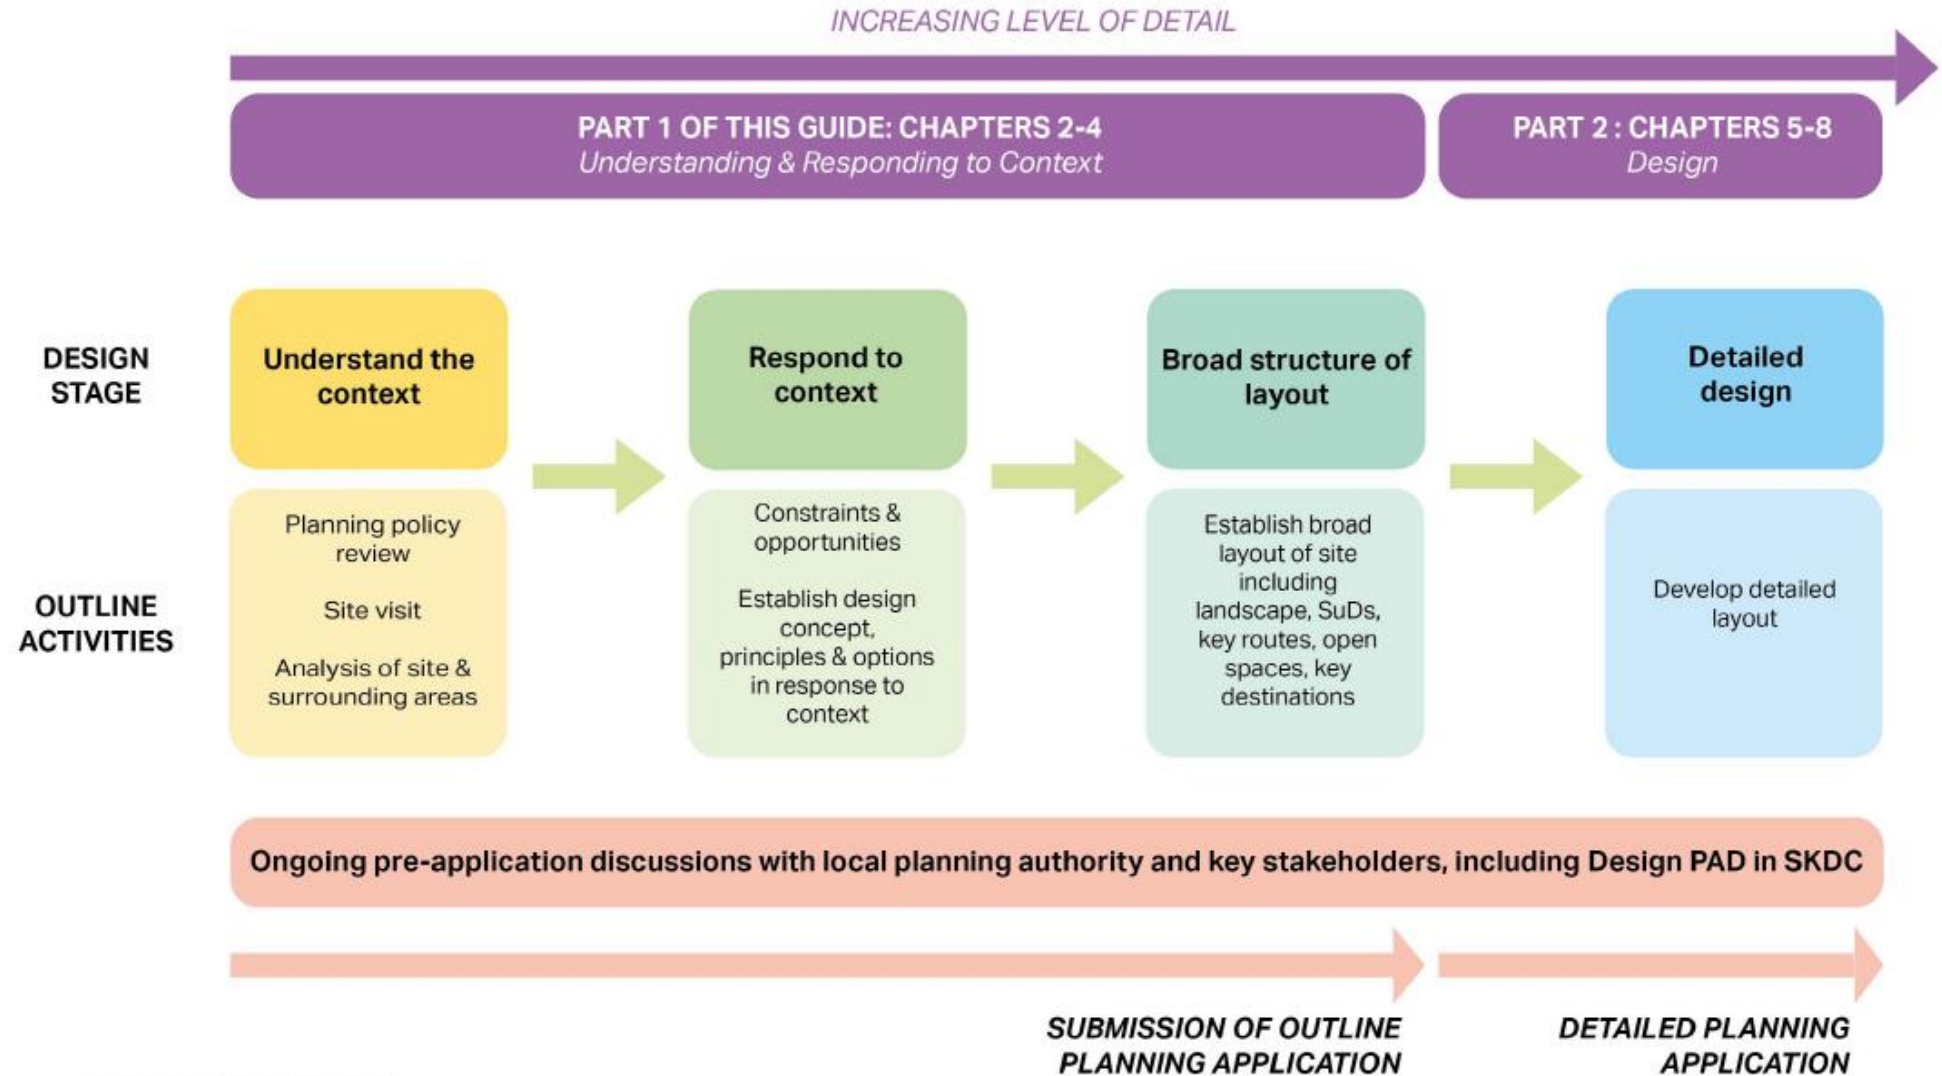 INCREASING LEVEL OF DETAIL
PART 1 OF THIS GUIDE: CHAPTERS 2-4
Understanding & Responding to Context
PART 2 : CHAPTERS 5-8
Design
DESIGN
STAGE
Understand the
context
Respond to
context
Broad structure of
layout
Detailed
design
OUTLINE
ACTIVITIES
Planning policy
review
Site visit
Analysis of site &
surrounding areas
Constraints &
opportunities
Establish design
concept,
principles & options
in response to
context
Establish broad
layout of site
including
landscape, SuDs,
key routes, open
spaces, key
destinations
Develop detailed
layout
Ongoing pre-application discussions with local planning authority and key stakeholders, including Design PAD in SKDC
SUBMISSION OF OUTLINE
PLANNING APPLICATION
DETAILED PLANNING
APPLICATION